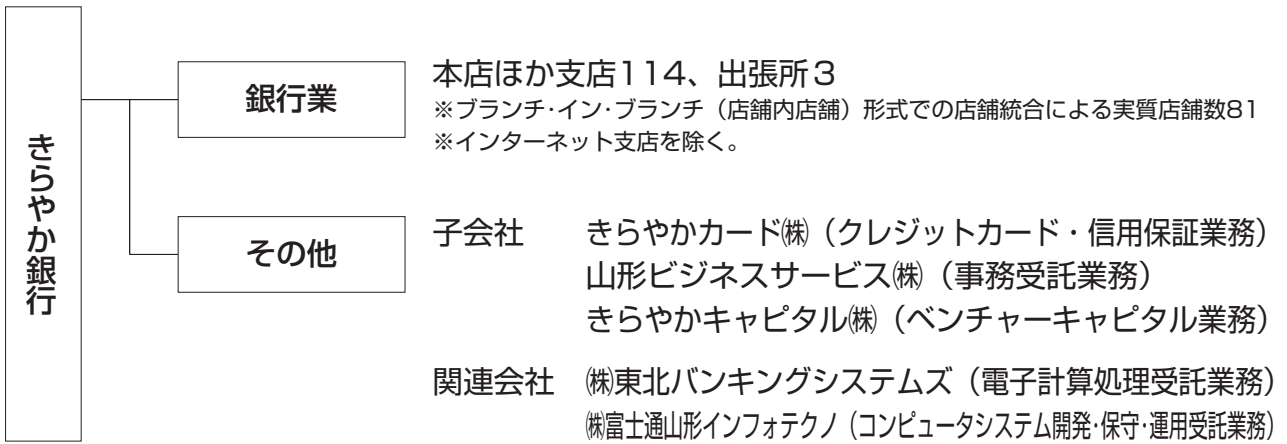 きらやか銀行
銀行業
本店ほか支店114、出張所3
※ブランチ・イン・ブランチ(店舗内店舗)形式での店舗統合による実質店舗数81
※インターネット支店を除く。
その他
子会社 きらやかカード㈱(クレジットカード・信用保証業務)
山形ビジネスサービス㈱(事務受託業務)
きらやかキャピタル㈱(ベンチャーキャピタル業務)
関連会社 ㈱東北バンキングシステムズ(電子計算処理受託業務)
㈱富士通山形インフォテクノ(コンピュータシステム開発・保守・運用受託業務)